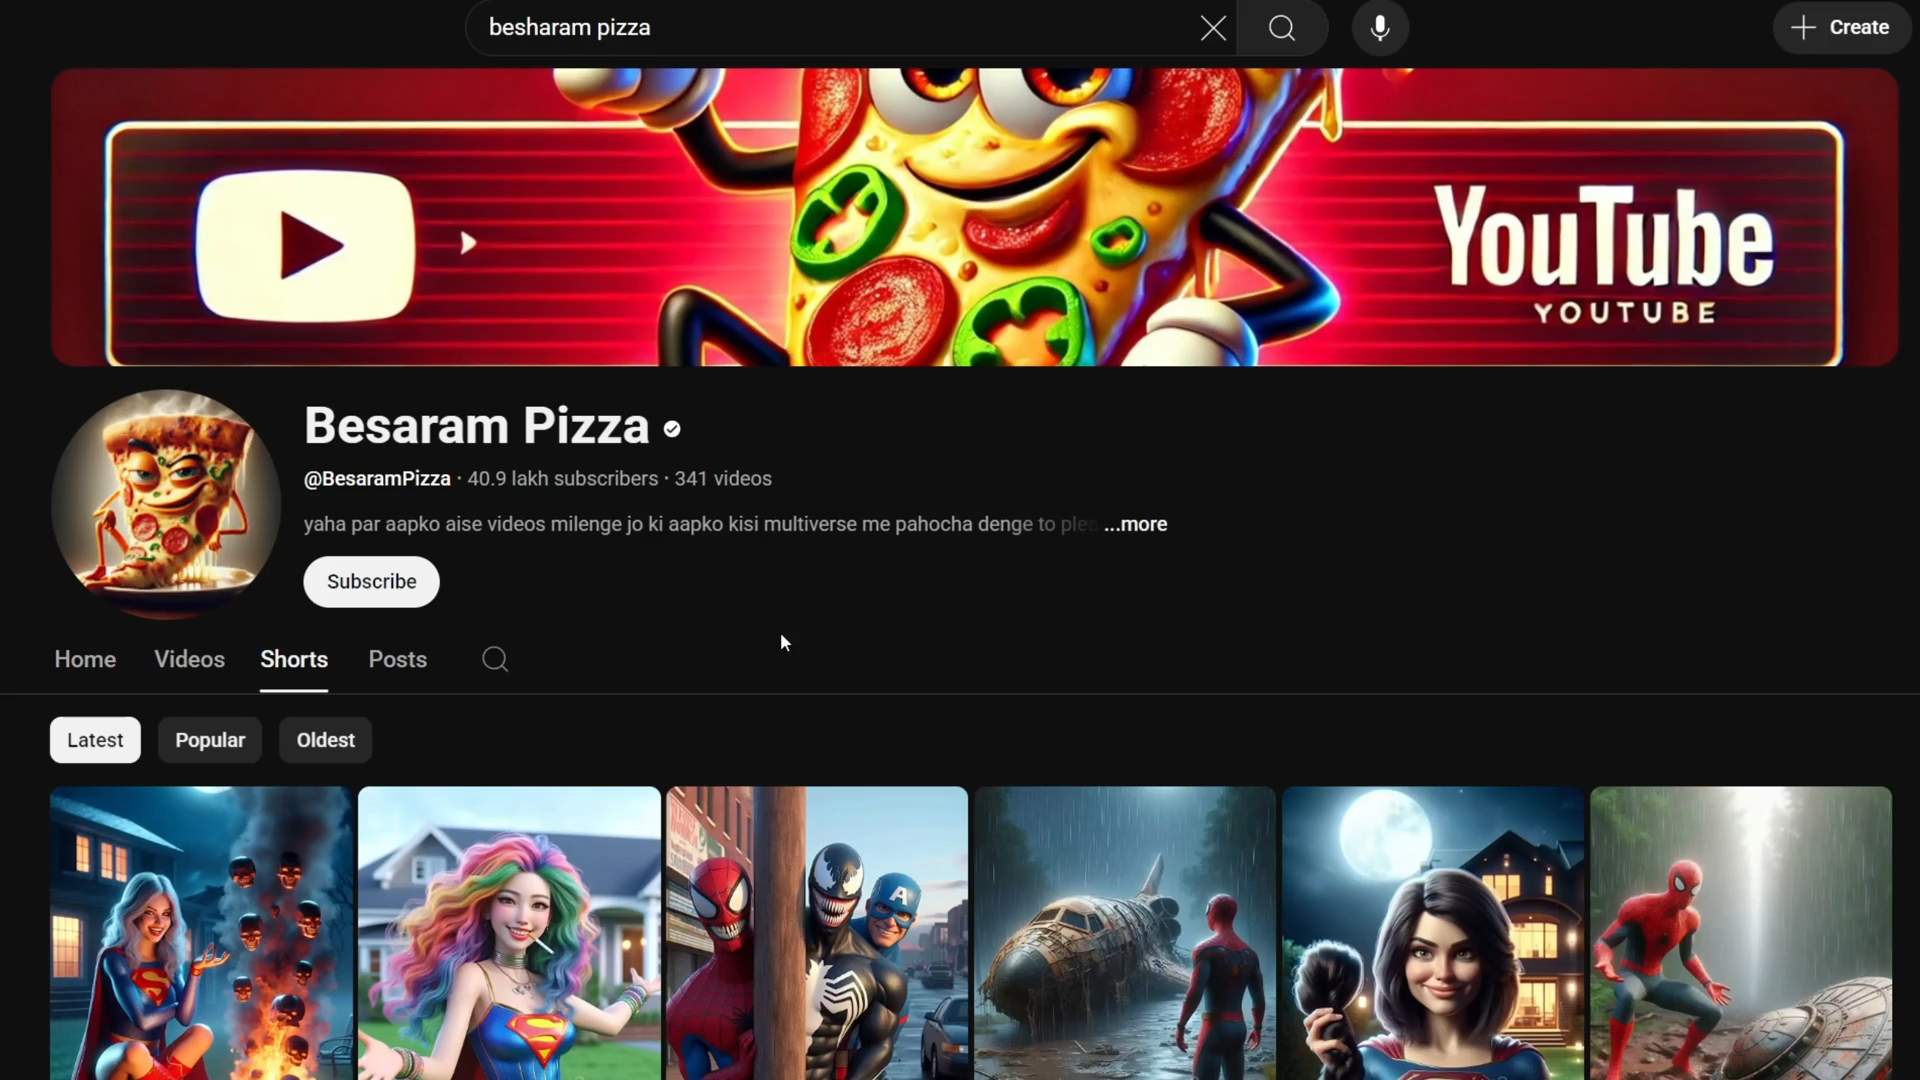 besharam pizza
Create
YouTube
YOUTUBE
Besaram Pizza
@BesaramPizza · 40.9 lakh subscribers · 341 videos
yaha par aapko aise videos milenge jo ki aapko kisi multiverse me pahocha denge to plea ...more
Subscribe
Home Videos Shorts Posts
Latest Popular Oldest